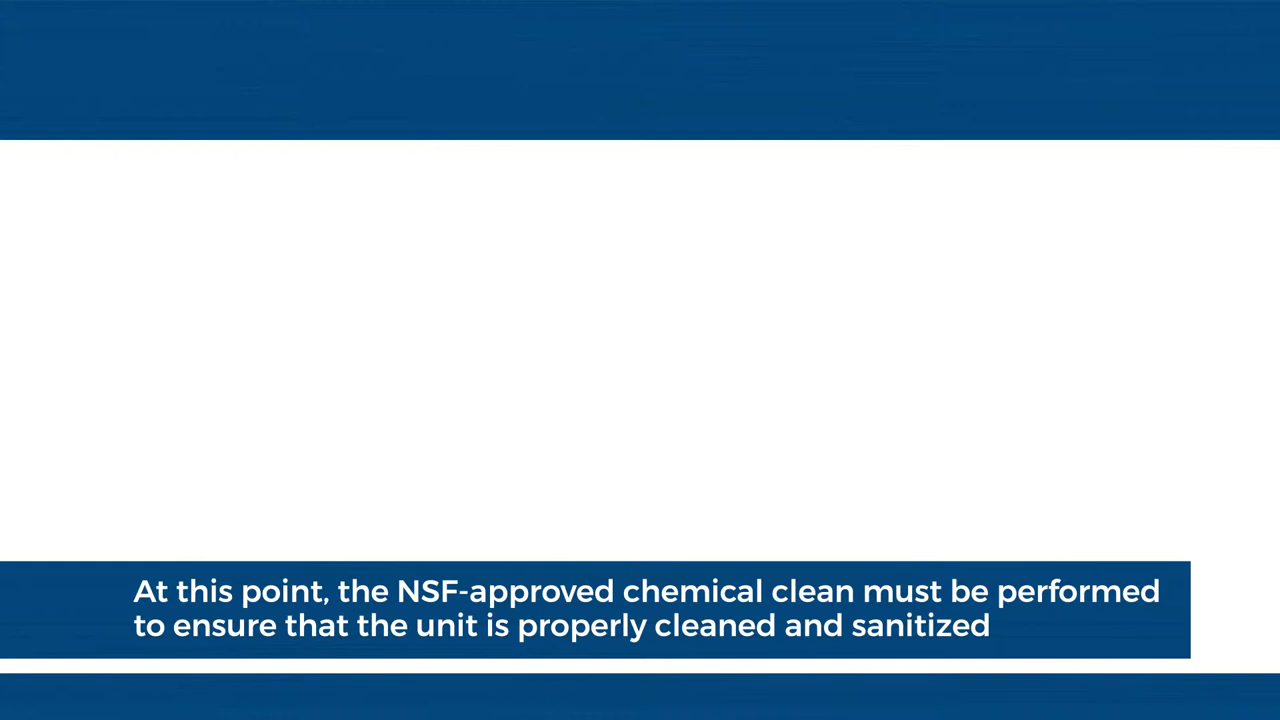 At this point, the NSF-approved chemical clean must be performed
to ensure that the unit is properly cleaned and sanitized